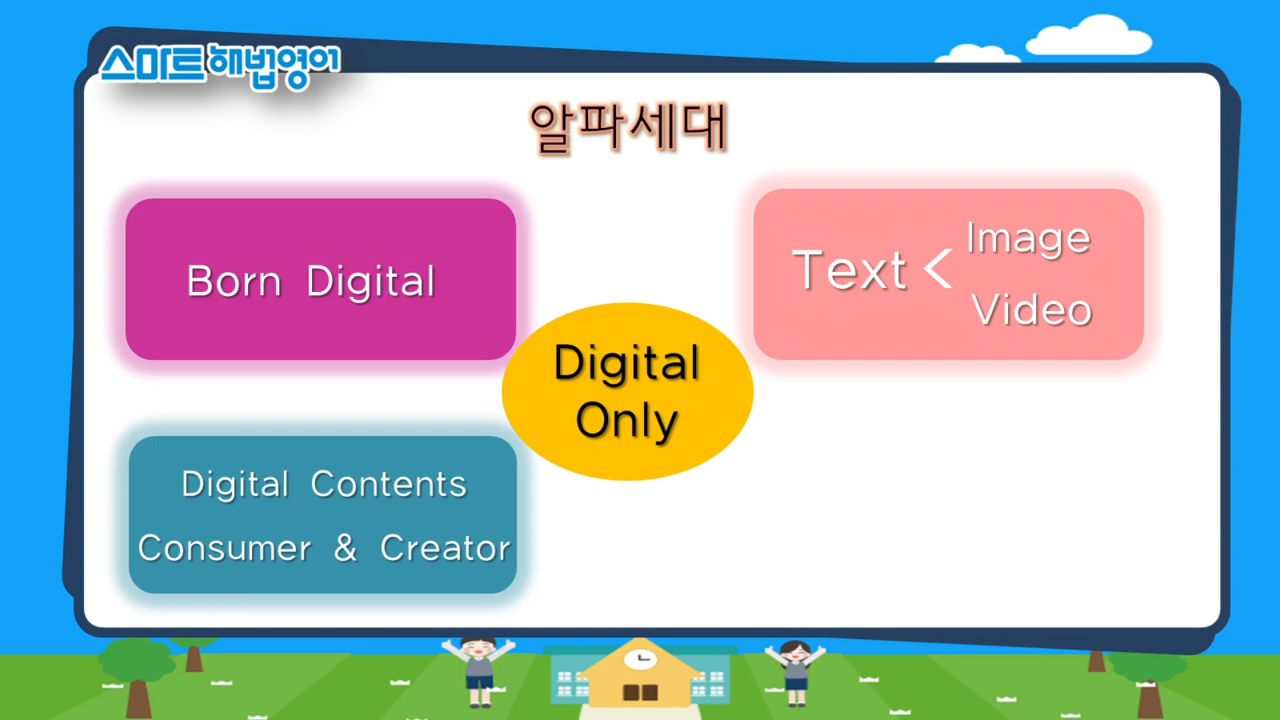 스마트해법영어
알파세대
Born Digital
Text < Image
Video
Digital
Only
Digital Contents
Consumer & Creator